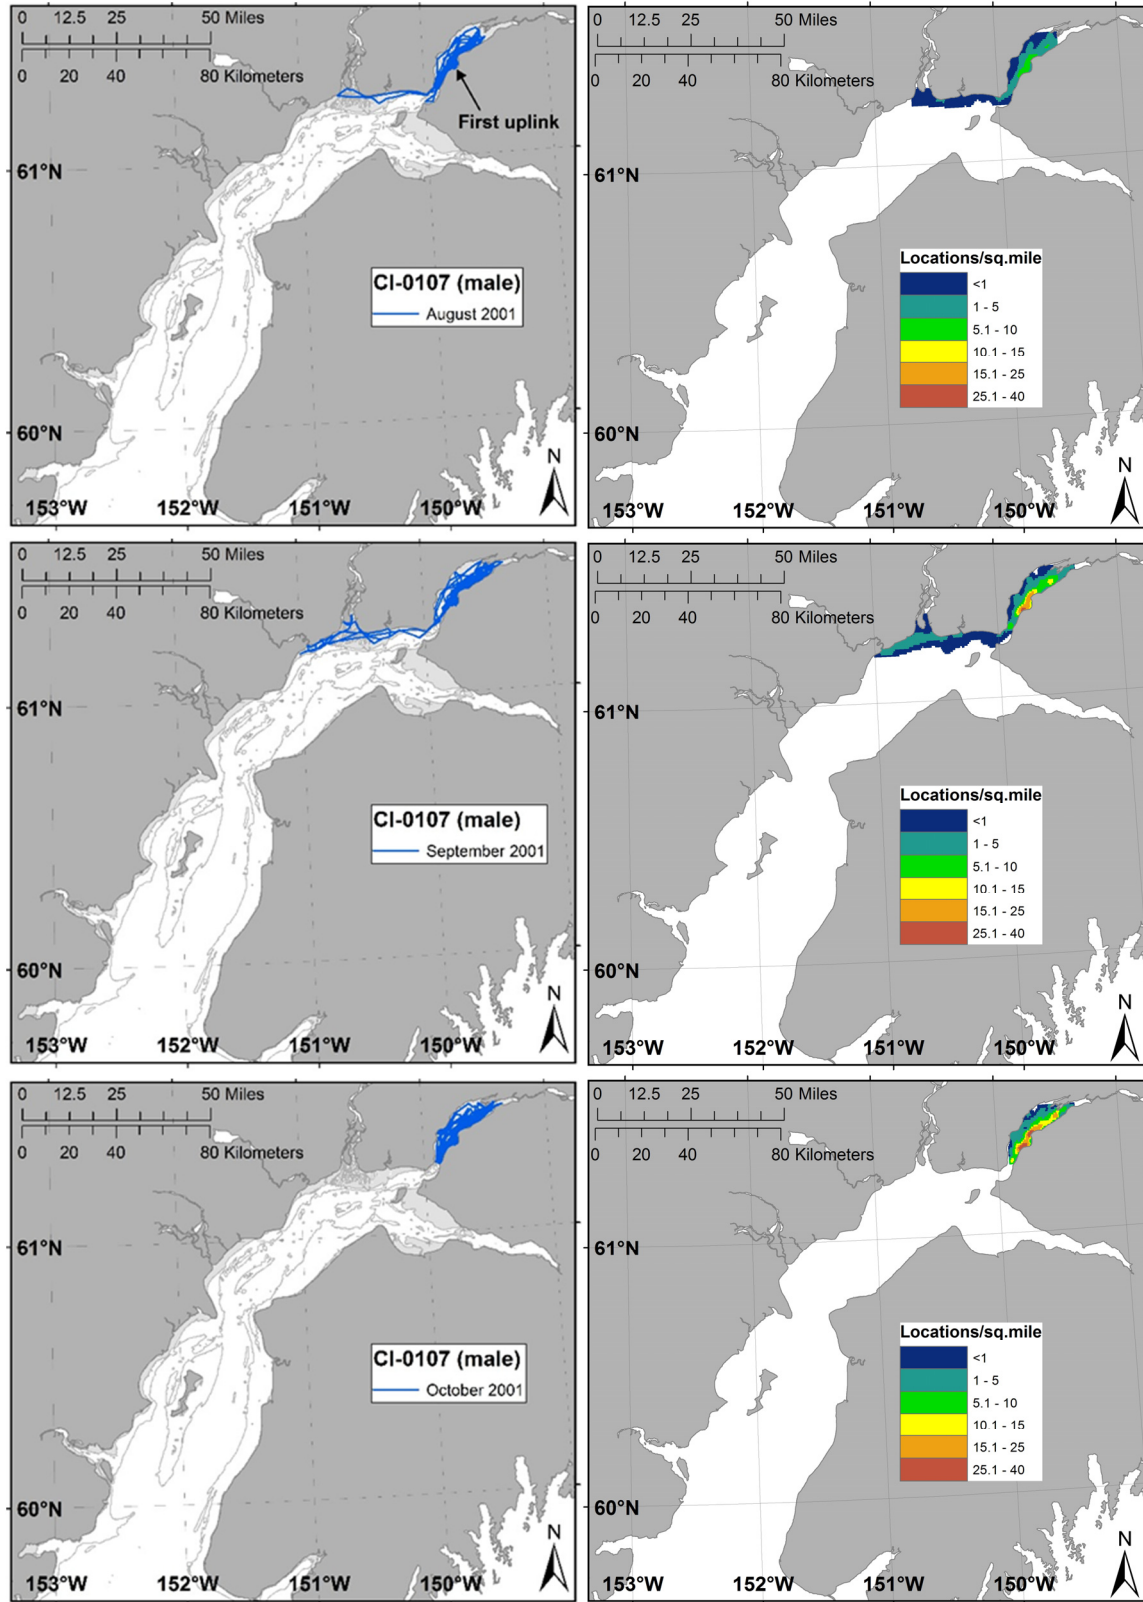 0 12.5 25 50 Miles
0 20 40 80 Kilometers
First uplink
61°N
CI-0107 (male)
August 2001
60°N
N
153°W 152°W 151°W 150°W
0 12.5 25 50 Miles
0 20 40 80 Kilometers
61°N
Locations/sq.mile
<1
1 - 5
5.1 - 10
10.1 - 15
15.1 - 25
25.1 - 40
60°N
N
153°W 152°W 151°W 150°W
0 12.5 25 50 Miles
0 20 40 80 Kilometers
61°N
CI-0107 (male)
September 2001
60°N
N
153°W 152°W 151°W 150°W
0 12.5 25 50 Miles
0 20 40 80 Kilometers
61°N
Locations/sq.mile
<1
1 - 5
5.1 - 10
10.1 - 15
15.1 - 25
25.1 - 40
60°N
N
153°W 152°W 151°W 150°W
0 12.5 25 50 Miles
0 20 40 80 Kilometers
61°N
CI-0107 (male)
October 2001
60°N
N
153°W 152°W 151°W 150°W
0 12.5 25 50 Miles
0 20 40 80 Kilometers
61°N
Locations/sq.mile
<1
1 - 5
5.1 - 10
10.1 - 15
15.1 - 25
25.1 - 40
60°N
N
153°W 152°W 151°W 150°W